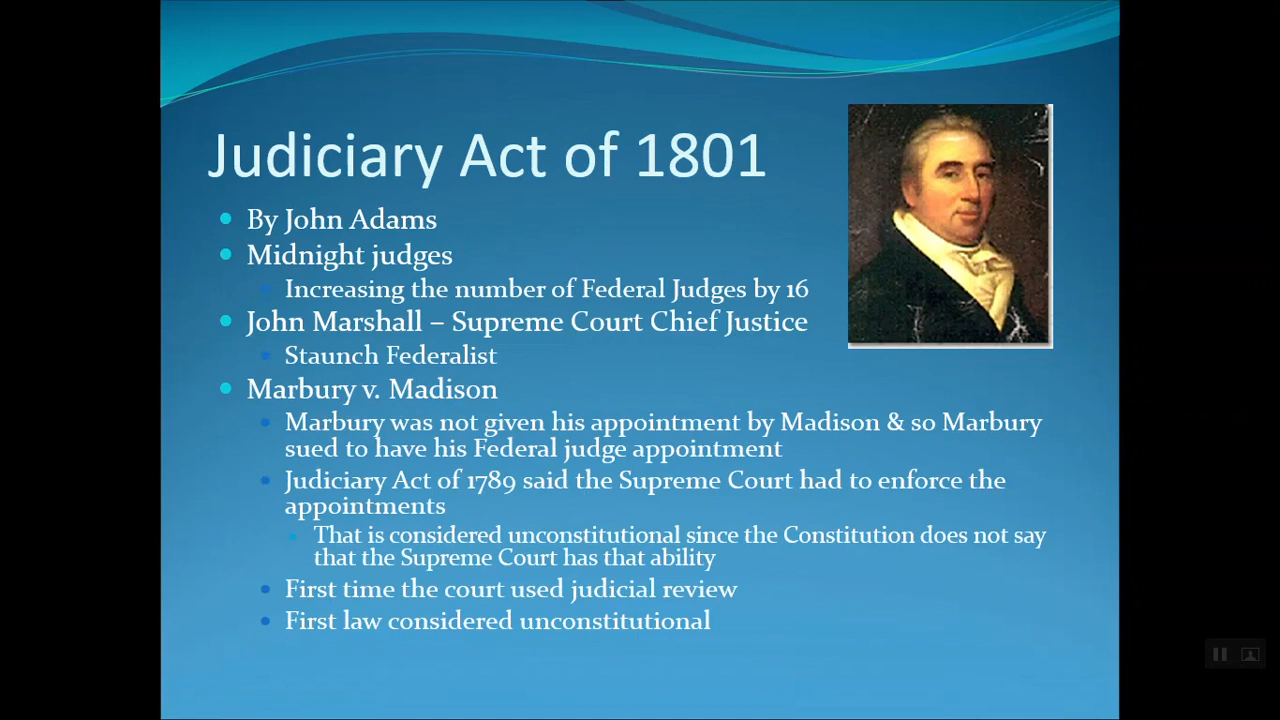 Judiciary Act of 1801
By John Adams
Midnight judges
Increasing the number of Federal Judges by 16
John Marshall – Supreme Court Chief Justice
Staunch Federalist
Marbury v. Madison
Marbury was not given his appointment by Madison & so Marbury
sued to have his Federal judge appointment
Judiciary Act of 1789 said the Supreme Court had to enforce the
appointments
That is considered unconstitutional since the Constitution does not say
that the Supreme Court has that ability
First time the court used judicial review
First law considered unconstitutional